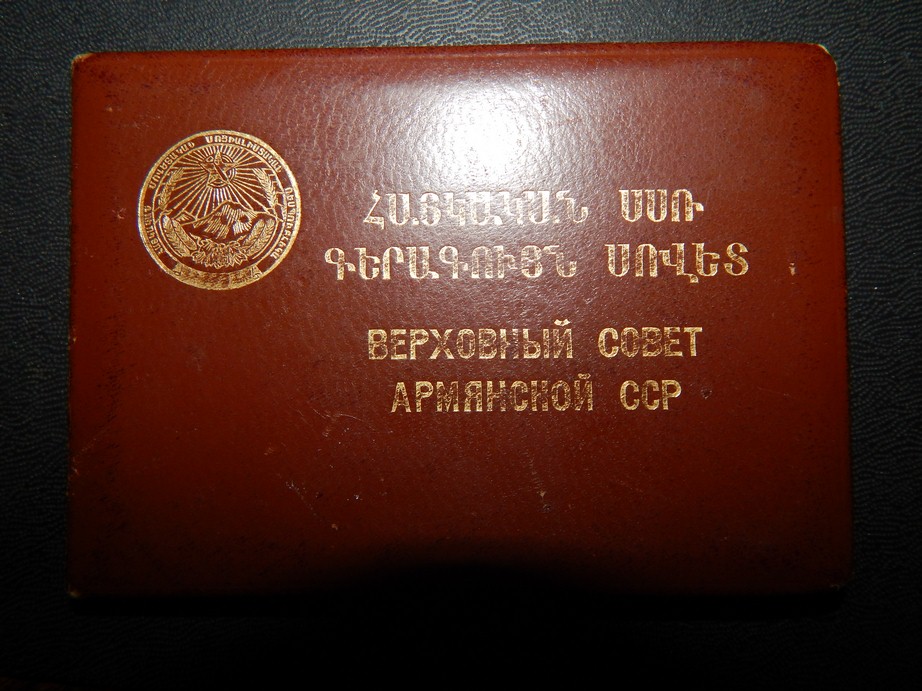 ՀԱՅԿԱԿԱՆ ՍՍՌ
ԳԵՐԱԳՈՒՅՆ ՍՈՎԵՏ
ВЕРХОВНЫЙ СОВЕТ
АРМЯНСКОЙ ССР